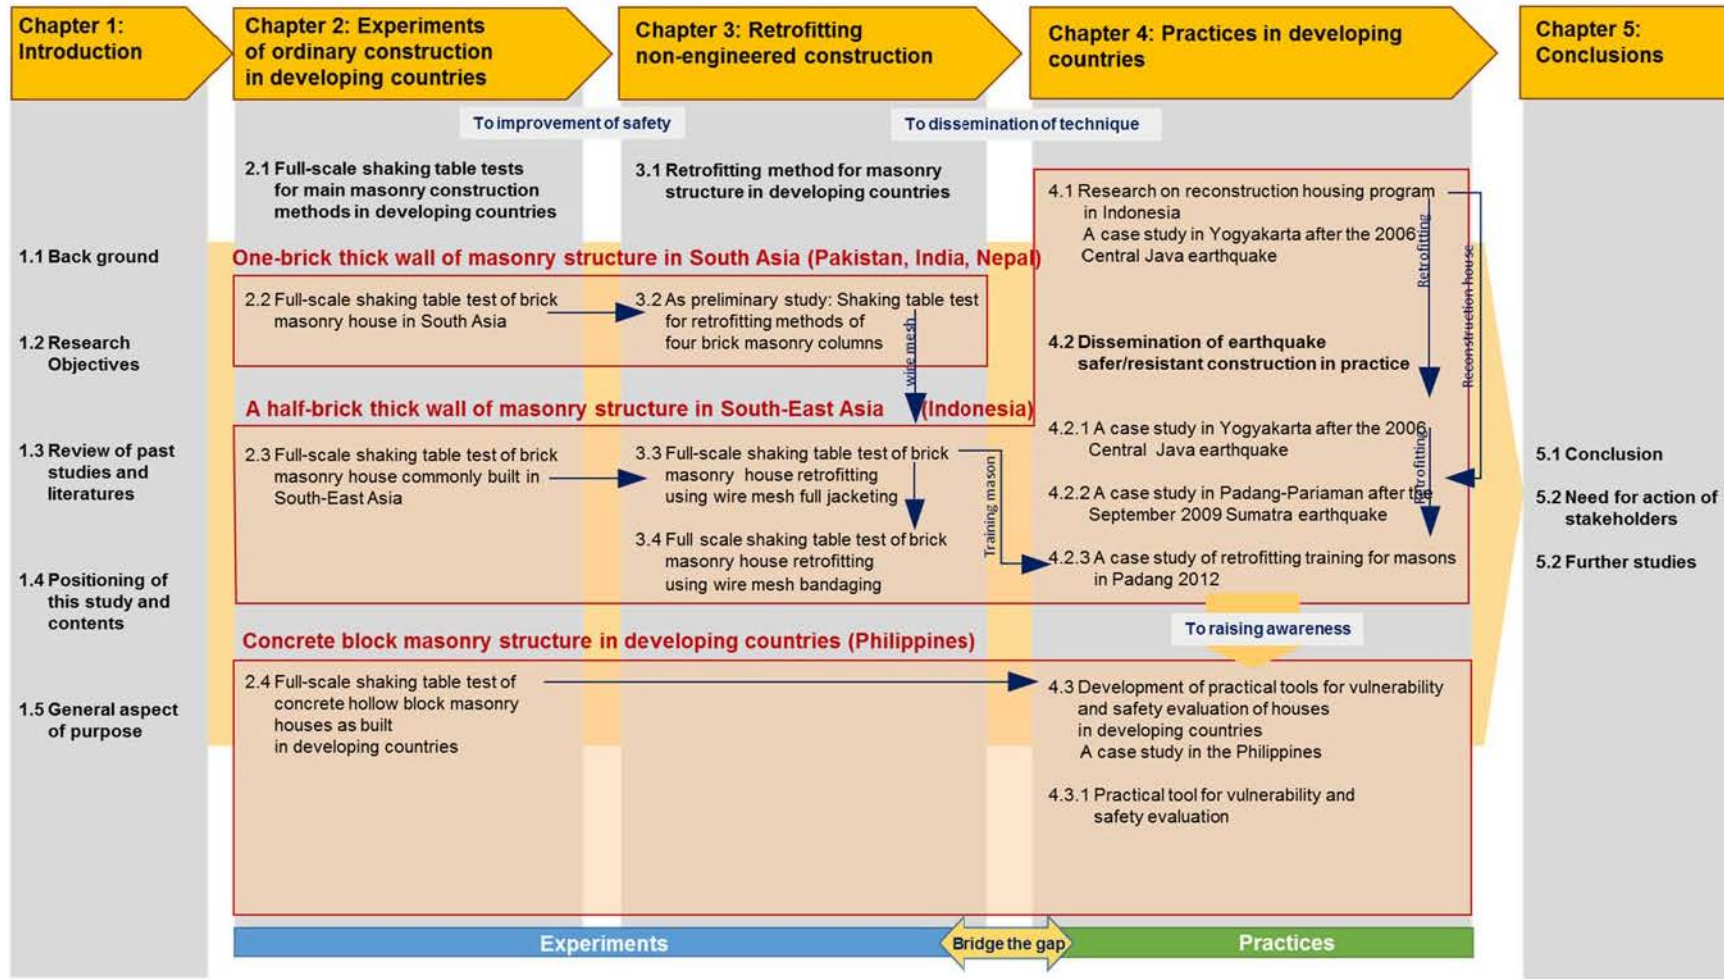 Chapter 1:
Introduction
Chapter 2: Experiments
of ordinary construction
in developing countries
Chapter 3: Retrofitting
non-engineered construction
Chapter 4: Practices in developing
countries
Chapter 5:
Conclusions
To improvement of safety
To dissemination of technique
1.1 Back ground
1.2 Research
Objectives
1.3 Review of past
studies and
literatures
1.4 Positioning of
this study and
contents
1.5 General aspect
of purpose
2.1 Full-scale shaking table tests
for main masonry construction
methods in developing countries
3.1 Retrofitting method for masonry
structure in developing countries
One-brick thick wall of masonry structure in South Asia (Pakistan, India, Nepal)
2.2 Full-scale shaking table test of brick
masonry house in South Asia
3.2 As preliminary study: Shaking table test
for retrofitting methods of
four brick masonry columns
wire mesh
A half-brick thick wall of masonry structure in South-East Asia (Indonesia)
2.3 Full-scale shaking table test of brick
masonry house commonly built in
South-East Asia
3.3 Full-scale shaking table test of brick
masonry house retrofitting
using wire mesh full jacketing
3.4 Full scale shaking table test of brick
masonry house retrofitting
using wire mesh bandaging
Training mason
4.1 Research on reconstruction housing program
in Indonesia
A case study in Yogyakarta after the 2006
Central Java earthquake
Retrofitting
Reconstruction house
4.2 Dissemination of earthquake
safer/resistant construction in practice
4.2.1 A case study in Yogyakarta after the 2006
Central Java earthquake
4.2.2 A case study in Padang-Pariaman after the
September 2009 Sumatra earthquake
Retrofitting
4.2.3 A case study of retrofitting training for masons
in Padang 2012
To raising awareness
Concrete block masonry structure in developing countries (Philippines)
2.4 Full-scale shaking table test of
concrete hollow block masonry
houses as built
in developing countries
4.3 Development of practical tools for vulnerability
and safety evaluation of houses
in developing countries
A case study in the Philippines
4.3.1 Practical tool for vulnerability and
safety evaluation
5.1 Conclusion
5.2 Need for action of
stakeholders
5.2 Further studies
Experiments
Bridge the gap
Practices